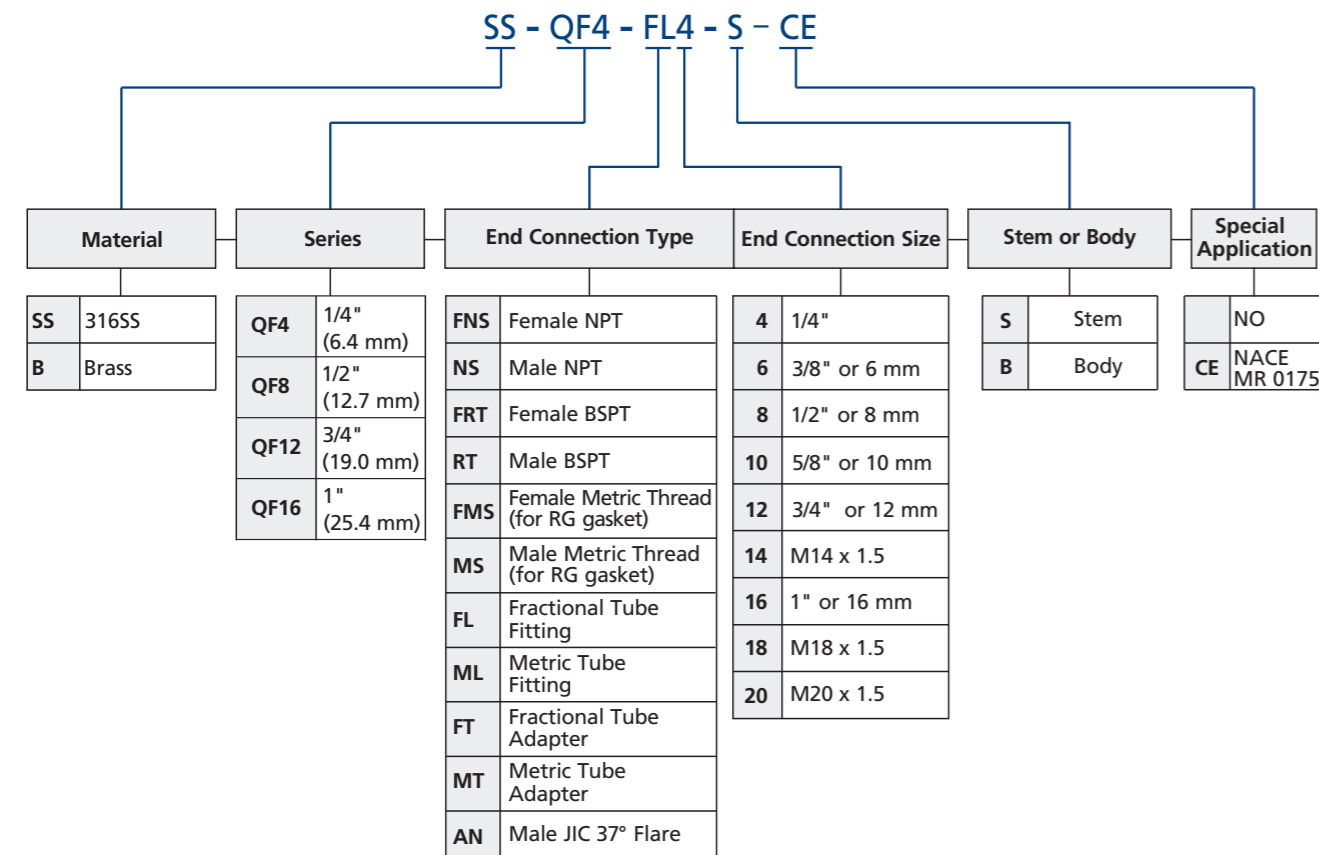 SS - QF4 - FL4 - S – CE
Material
Series
End Connection Type
End Connection Size
Stem or Body
Special
Application
SS 316SS
B Brass
QF4 1/4"
(6.4 mm)
QF8 1/2"
(12.7 mm)
QF12 3/4"
(19.0 mm)
QF16 1"
(25.4 mm)
FNS Female NPT
NS Male NPT
FRT Female BSPT
RT Male BSPT
FMS Female Metric Thread
(for RG gasket)
MS Male Metric Thread
(for RG gasket)
FL Fractional Tube
Fitting
ML Metric Tube
Fitting
FT Fractional Tube
Adapter
MT Metric Tube
Adapter
AN Male JIC 37° Flare
4 1/4"
6 3/8" or 6 mm
8 1/2" or 8 mm
10 5/8" or 10 mm
12 3/4" or 12 mm
14 M14 x 1.5
16 1" or 16 mm
18 M18 x 1.5
20 M20 x 1.5
S Stem
B Body
NO
CE NACE
MR 0175